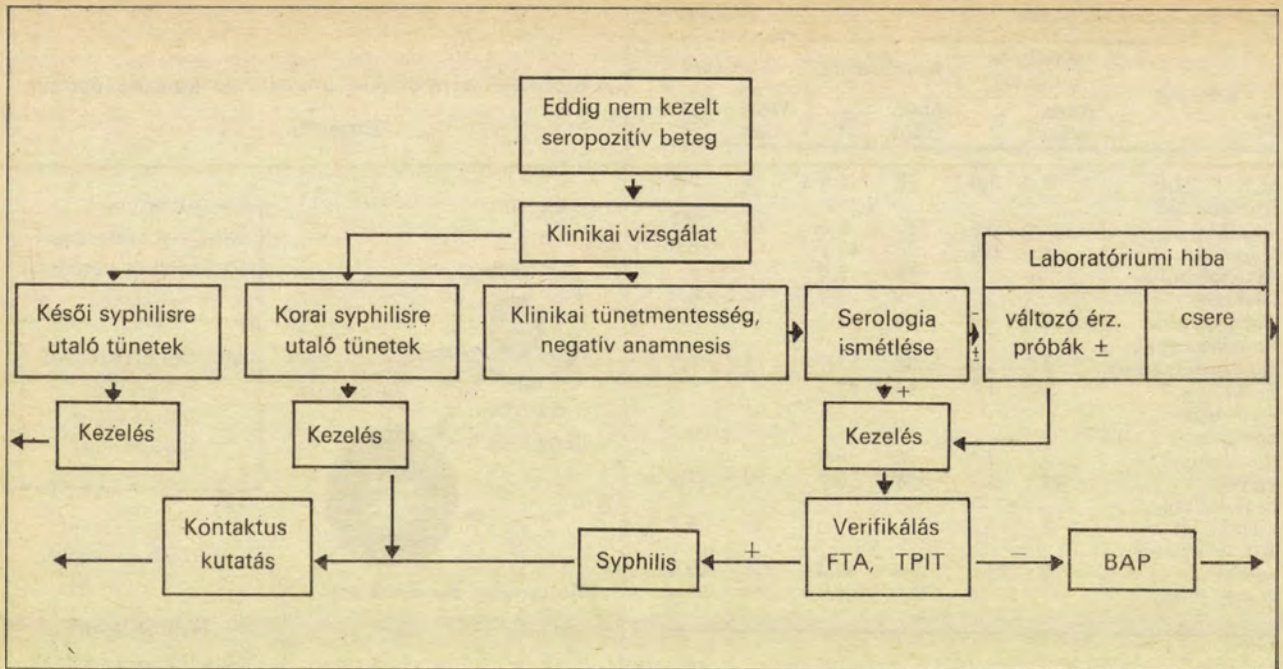 Eddig nem kezelt
seropozitív beteg
Klinikai vizsgálat
Laboratóriumi hiba
Késői syphilisre
utaló tünetek
Korai syphilisre
utaló tünetek
Klinikai tünetmentesség,
negatív anamnesis
Serologia
ismétlése
-
±
változó érz.
próbák ±
csere
+
Kezelés
Kezelés
Kezelés
Kontaktus
kutatás
Syphilis
+
Verifikálás
FTA, TPIT
-
BAP